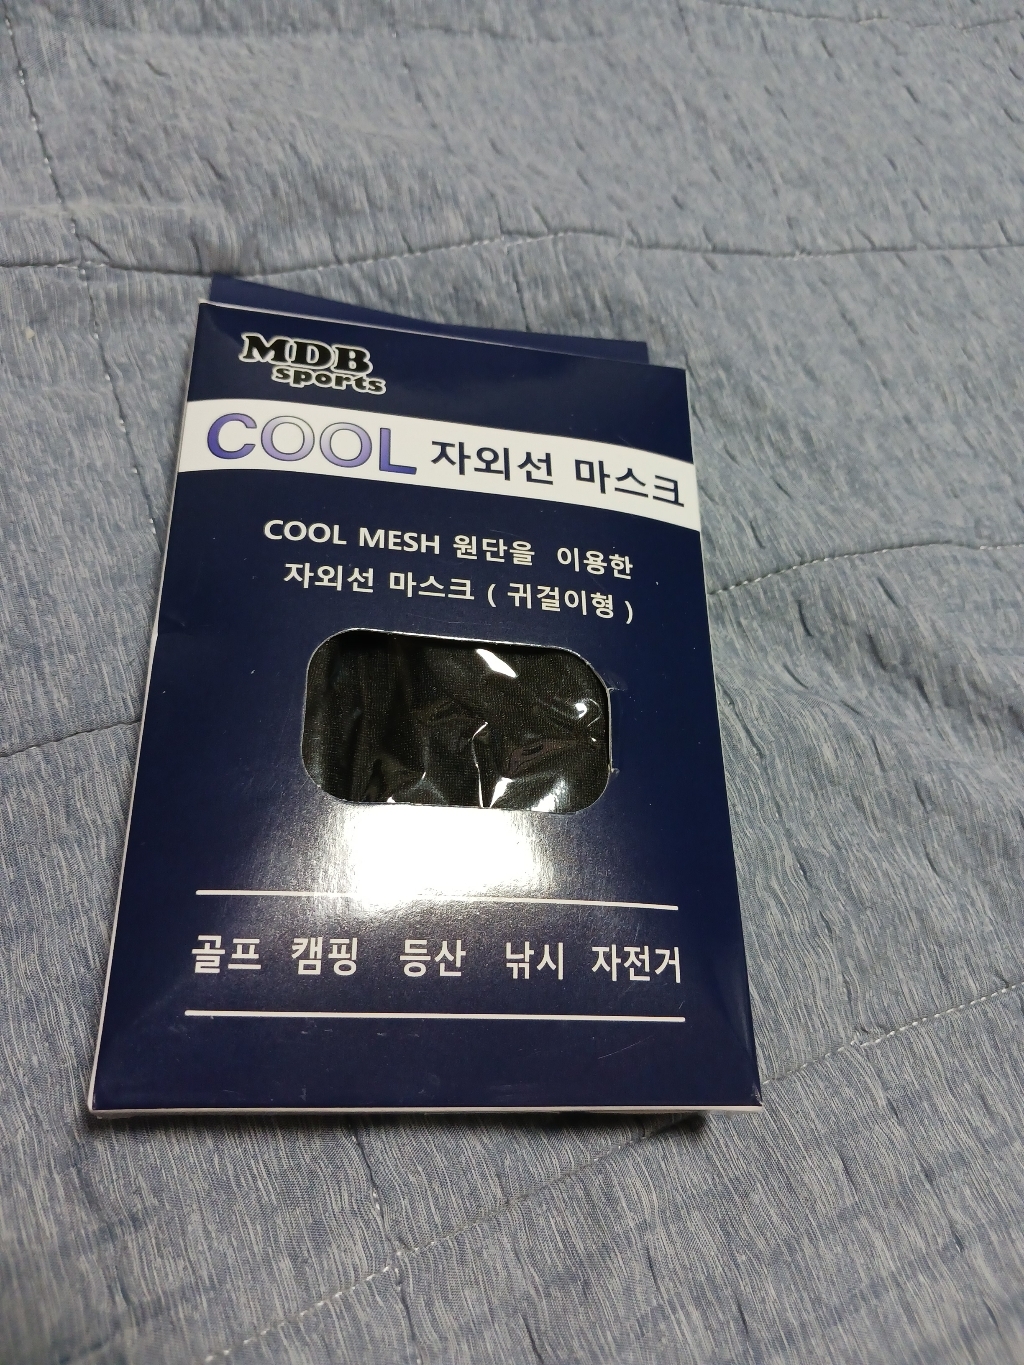 MDB
sports
COOL 자외선 마스크
COOL MESH 원단을 이용한
자외선 마스크 ( 귀걸이형 )
골프 캠핑 등산 낚시 자전거